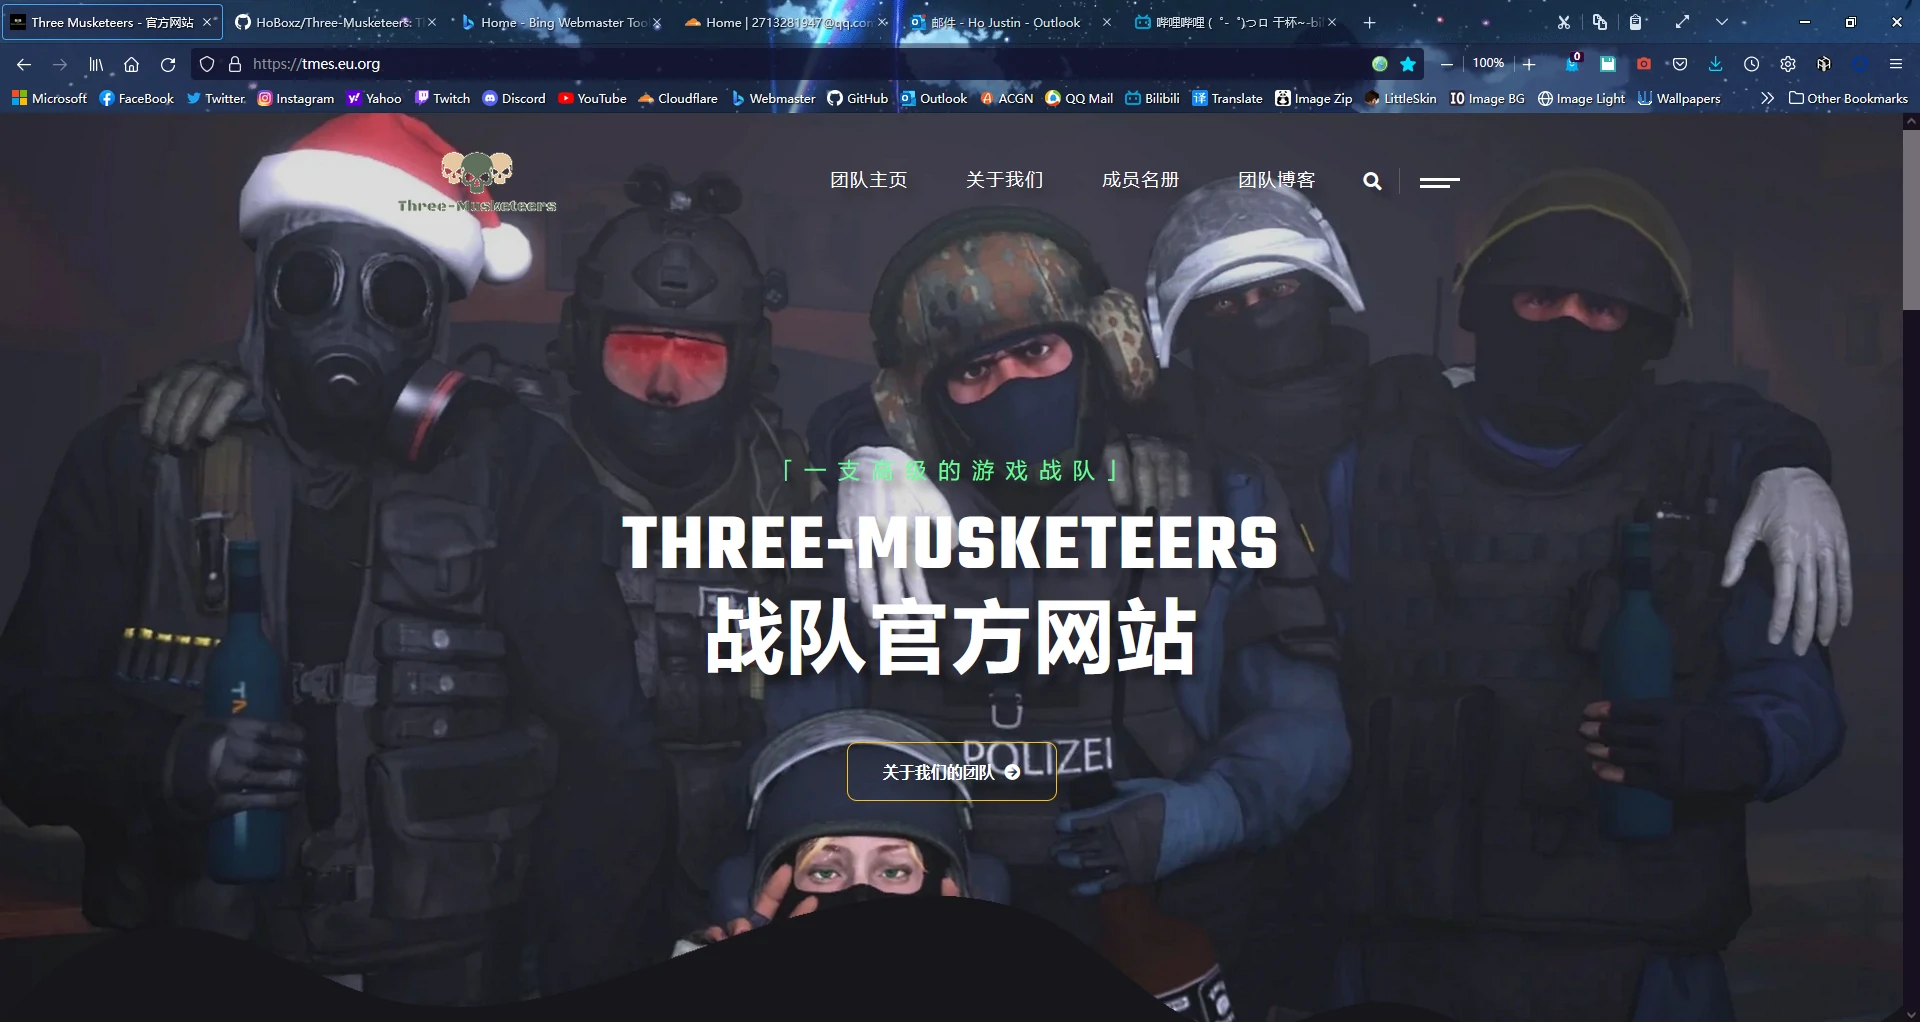 Three Musketeers - 官方网站
HoBoxz/Three-Musketeers: T
Home - Bing Webmaster Too
Home | 2713281947@qq.con
邮件 - Ho Justin - Outlook
哔哩哔哩 (゜-゜)つロ 干杯~-bil
https://tmes.eu.org
100%
0
Microsoft FaceBook Twitter Instagram Yahoo Twitch Discord YouTube Cloudflare Webmaster GitHub Outlook ACGN QQ Mail Bilibili Translate Image Zip LittleSkin Image BG Image Light Wallpapers Other Bookmarks
Three-Musketeers
团队主页 关于我们 成员名册 团队博客
「一支高级的游戏战队」
THREE-MUSKETEERS
战队官方网站
POLIZEI
关于我们的团队